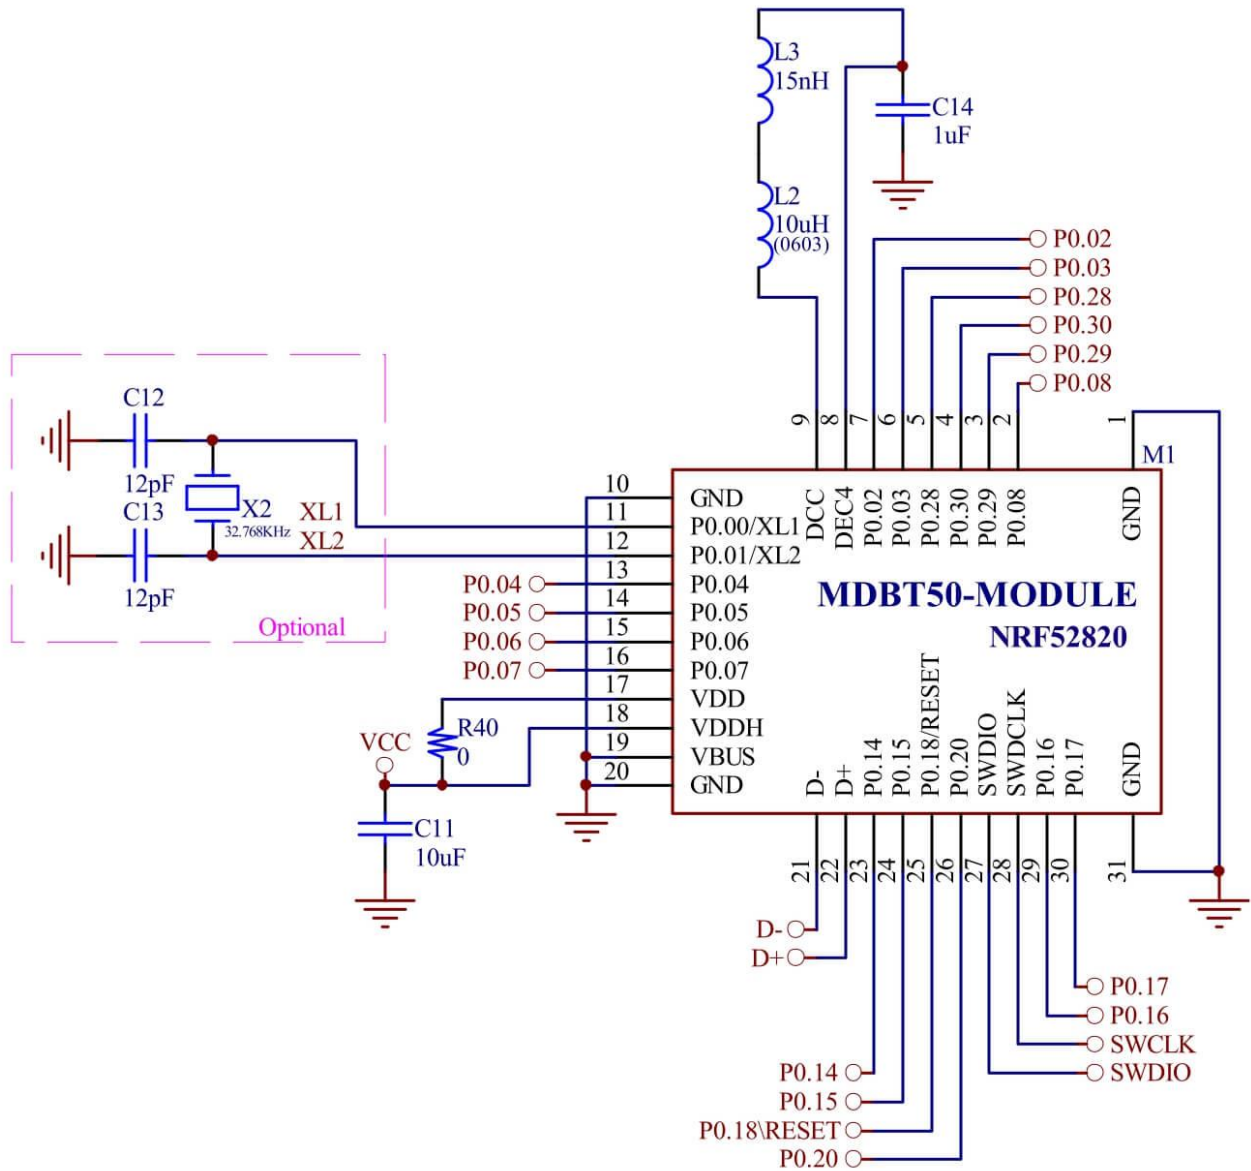 L3
15nH
C14
1uF
L2
10uH
(0603)
P0.02
P0.03
P0.28
P0.30
P0.29
P0.08
C12
12pF
C13
12pF
X2
32.768KHz
XL1
XL2
Optional
9
8
7
6
5
4
3
2
1
M1
10
11
12
13
14
15
16
17
18
19
20
GND
P0.00/XL1
P0.01/XL2
P0.04
P0.05
P0.06
P0.07
VDD
VDDH
VBUS
GND
DCC
DEC4
P0.02
P0.03
P0.28
P0.30
P0.29
P0.08
GND
MDBT50-MODULE
NRF52820
P0.04
P0.05
P0.06
P0.07
R40
0
VCC
C11
10uF
D-
D+
P0.14
P0.15
P0.18/RESET
P0.20
SWDIO
SWDCLK
P0.16
P0.17
GND
21
22
23
24
25
26
27
28
29
30
31
D-
D+
P0.17
P0.16
SWCLK
SWDIO
P0.14
P0.15
P0.18\RESET
P0.20